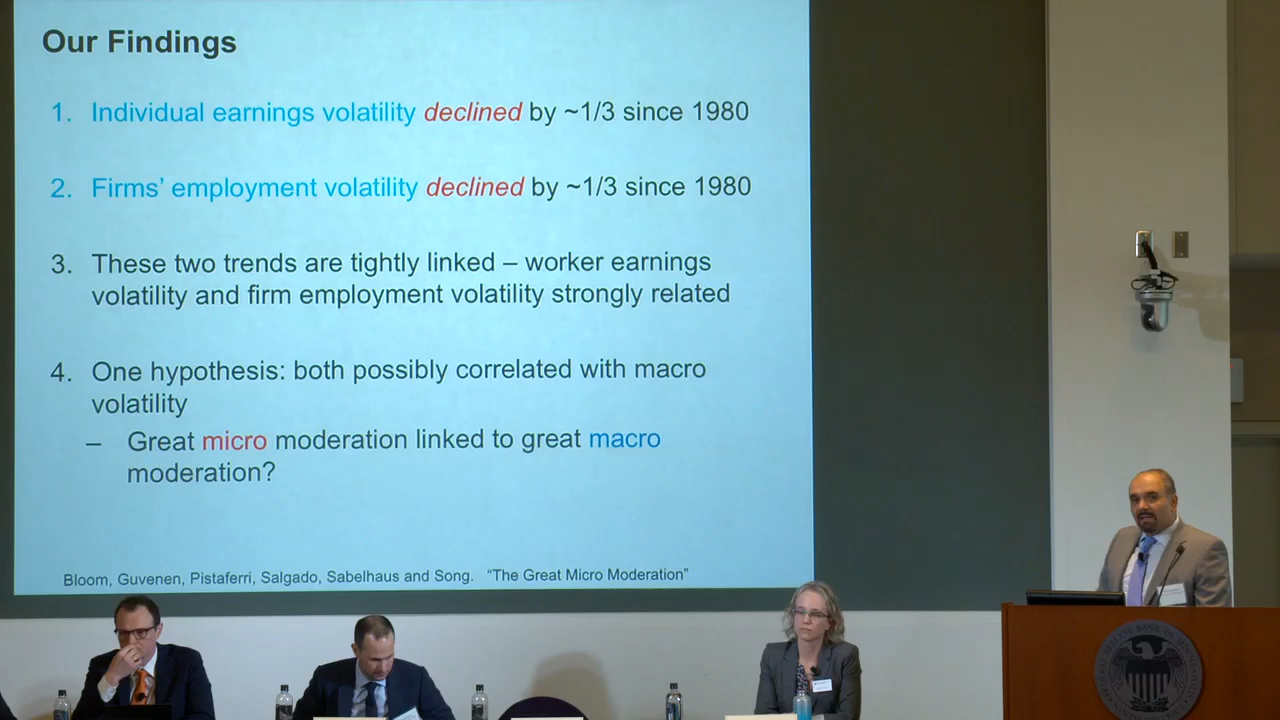 Our Findings
1. Individual earnings volatility declined by ~1/3 since 1980
2. Firms’ employment volatility declined by ~1/3 since 1980
3. These two trends are tightly linked – worker earnings
volatility and firm employment volatility strongly related
4. One hypothesis: both possibly correlated with macro
volatility
– Great micro moderation linked to great macro
moderation?
Bloom, Guvenen, Pistaferri, Salgado, Sabelhaus and Song. “The Great Micro Moderation”